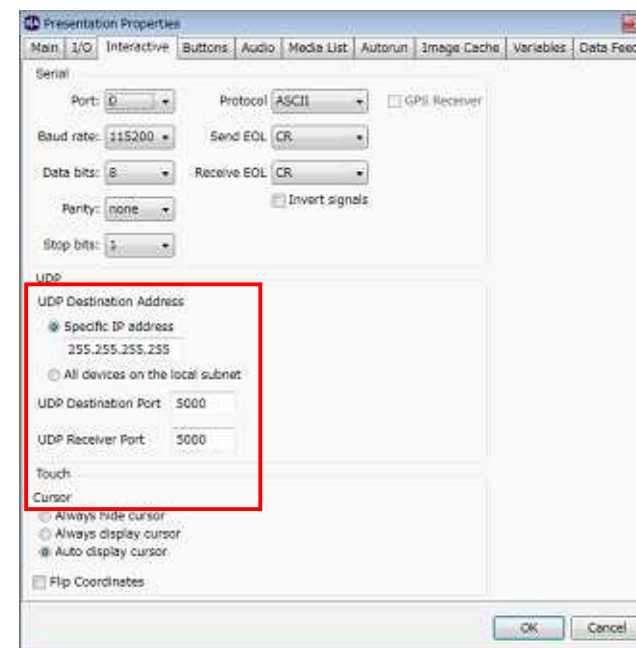 Presentation Properties
Main I/O Interactive Buttons Audio Media List Autorun Image Cache Variables Data Feed
Serial
Port: 0 Protocol ASCII GPS Receiver
Baud rate: 115200 Send EOL CR
Data bits: 8 Receive EOL CR
Parity: none Invert signals
Stop bits: 1
UDP
UDP Destination Address
Specific IP address
255.255.255.255
All devices on the local subnet
UDP Destination Port 5000
UDP Receiver Port 5000
Touch
Cursor
Always hide cursor
Always display cursor
Auto display cursor
Flip Coordinates
OK Cancel